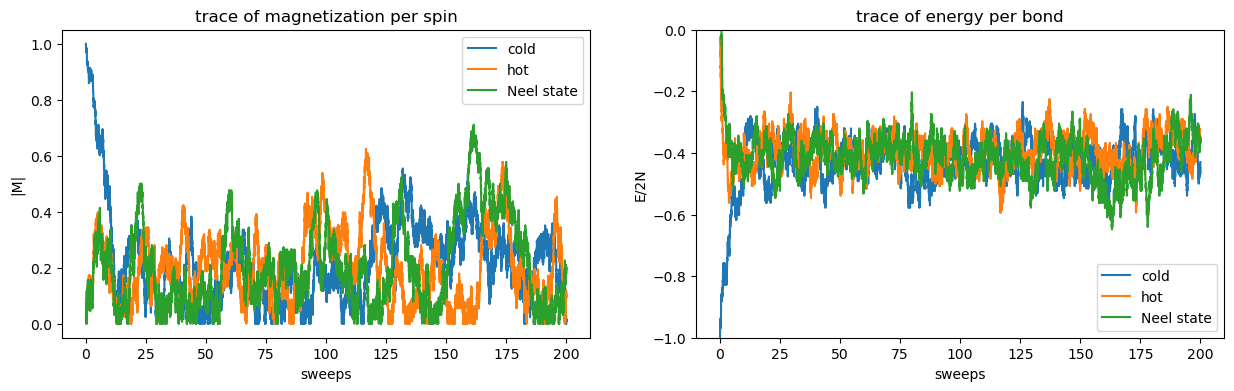 trace of magnetization per spin
|M|
1.0
0.8
0.6
0.4
0.2
0.0
cold
hot
Neel state
0 25 50 75 100 125 150 175 200
sweeps
trace of energy per bond
E/2N
0.0
−0.2
−0.4
−0.6
−0.8
−1.0
cold
hot
Neel state
0 25 50 75 100 125 150 175 200
sweeps